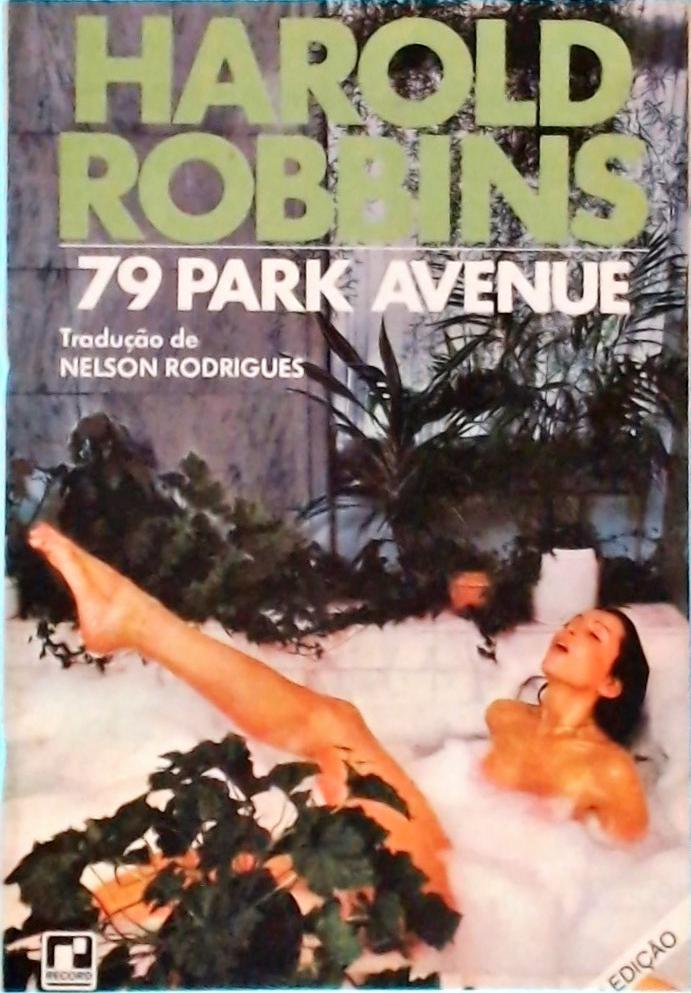 HAROLD
ROBBINS
79 PARK AVENUE
Tradução de
NELSON RODRIGUES
RECORD
EDIÇÃO